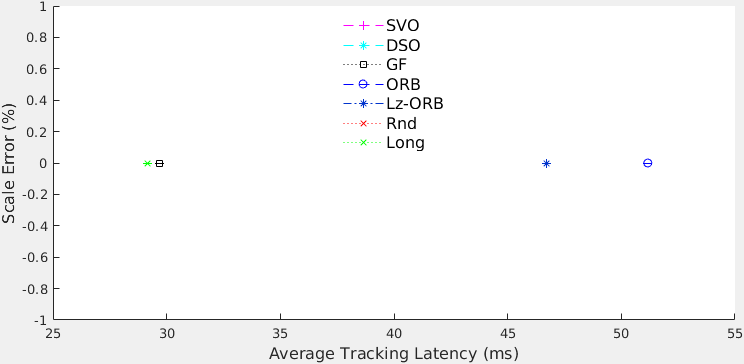 1
0.8
0.6
0.4
0.2
0
-0.2
-0.4
-0.6
-0.8
-1
Scale Error (%)
SVO
DSO
GF
ORB
Lz-ORB
Rnd
Long
25 30 35 40 45 50 55
Average Tracking Latency (ms)